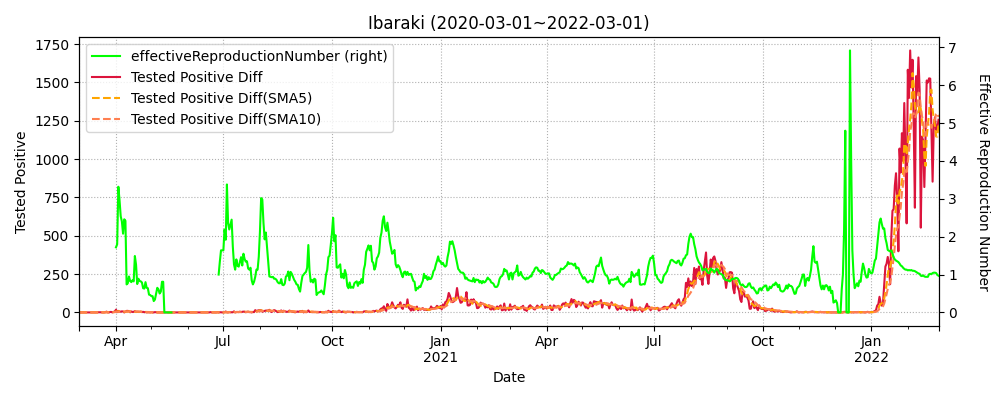 Ibaraki (2020-03-01~2022-03-01)
effectiveReproductionNumber (right)
Tested Positive Diff
Tested Positive Diff(SMA5)
Tested Positive Diff(SMA10)
Tested Positive
1750
1500
1250
1000
750
500
250
0
7
6
5
4
3
2
1
0
Effective Reproduction Number
Apr
Jul
Oct
Jan
2021
Apr
Jul
Oct
Jan
2022
Date